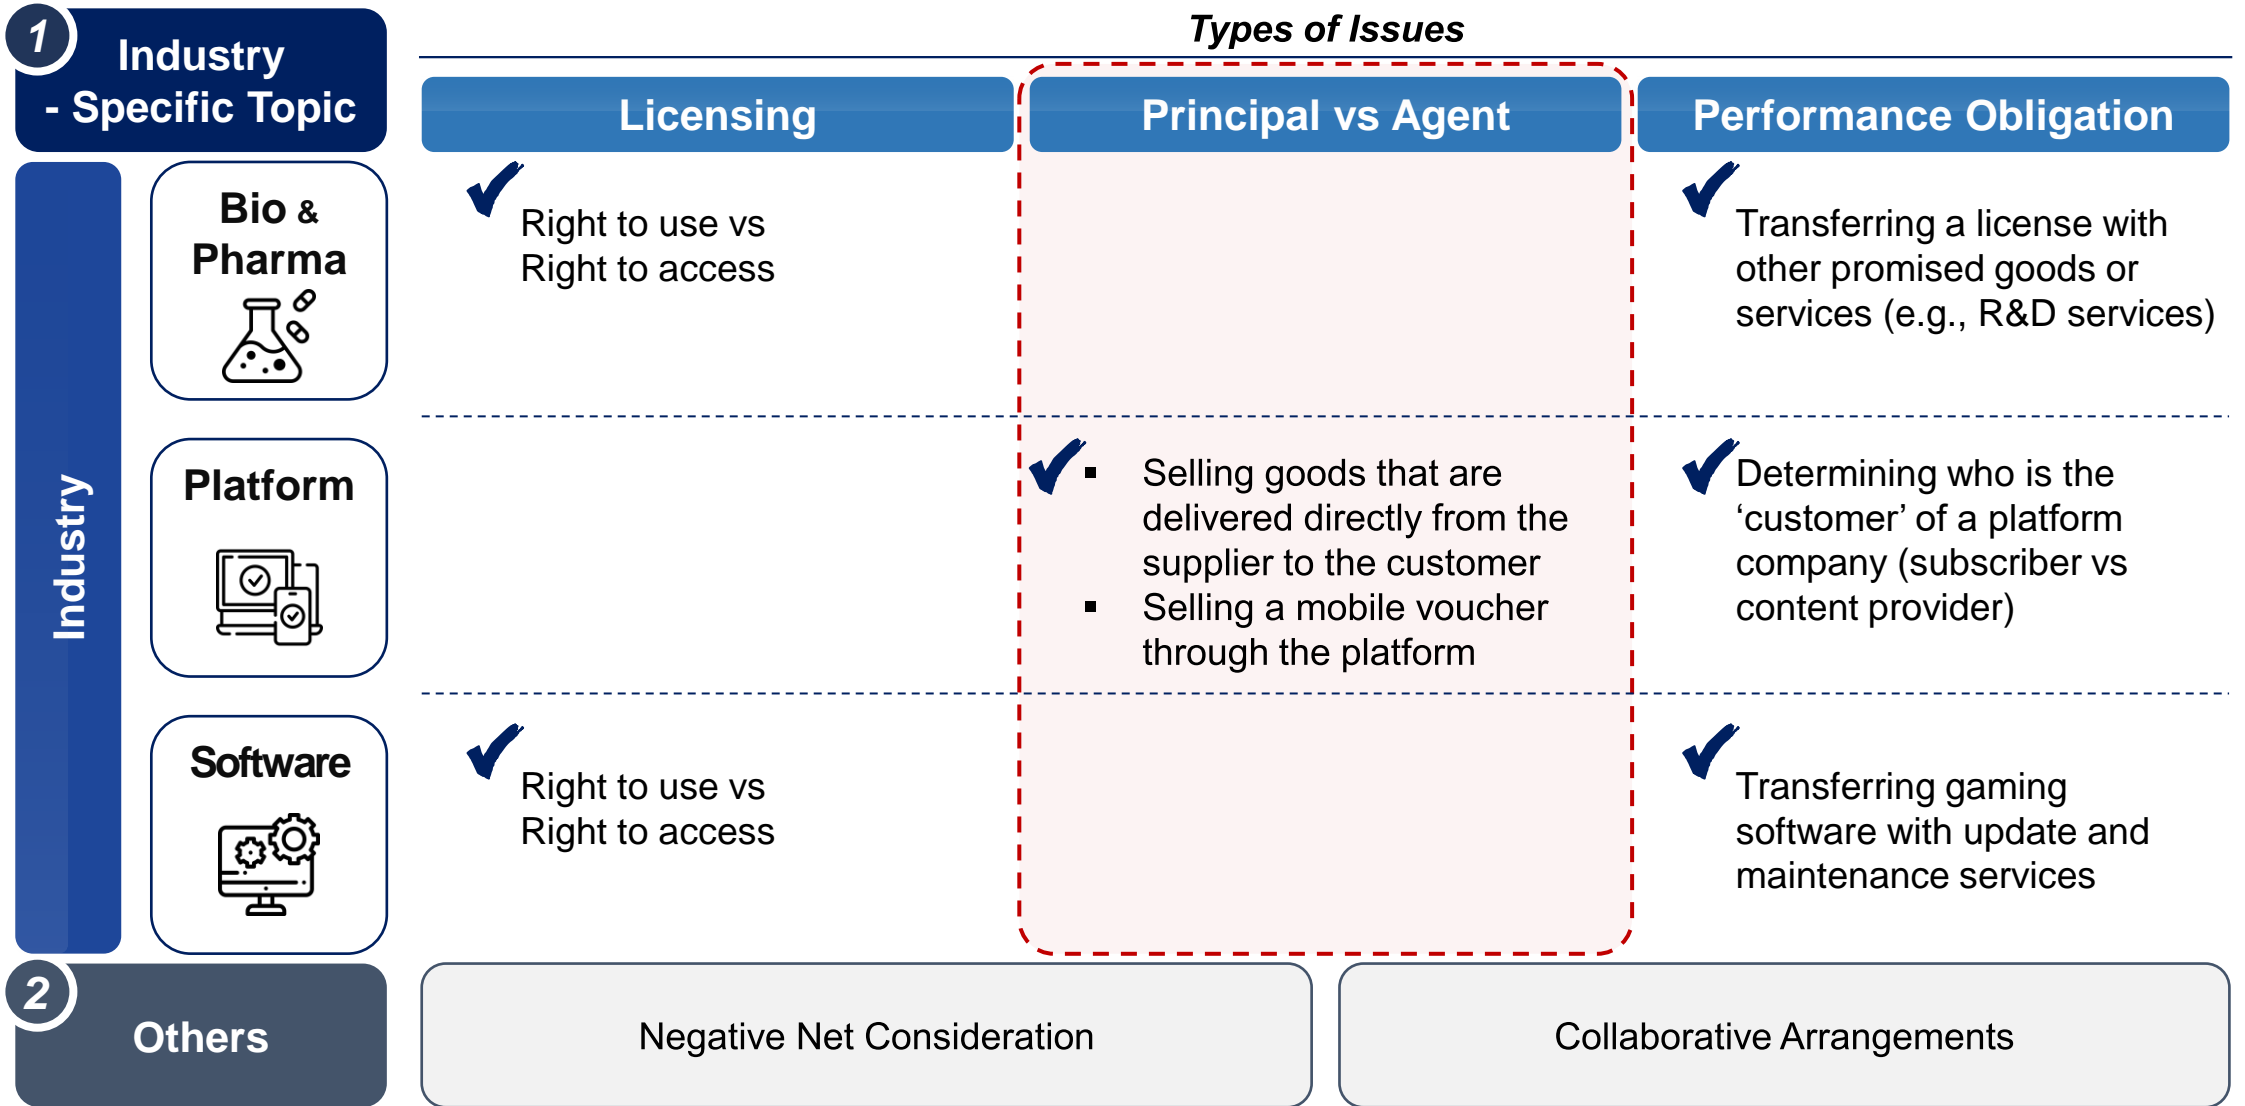 1
Industry
- Specific Topic
Types of Issues
Licensing
Principal vs Agent
Performance Obligation
Industry
Bio &
Pharma
Right to use vs
Right to access
Transferring a license with
other promised goods or
services (e.g., R&D services)
Platform
▪ Selling goods that are
delivered directly from the
supplier to the customer
▪ Selling a mobile voucher
through the platform
Determining who is the
‘customer’ of a platform
company (subscriber vs
content provider)
Software
Right to use vs
Right to access
Transferring gaming
software with update and
maintenance services
2
Others
Negative Net Consideration
Collaborative Arrangements